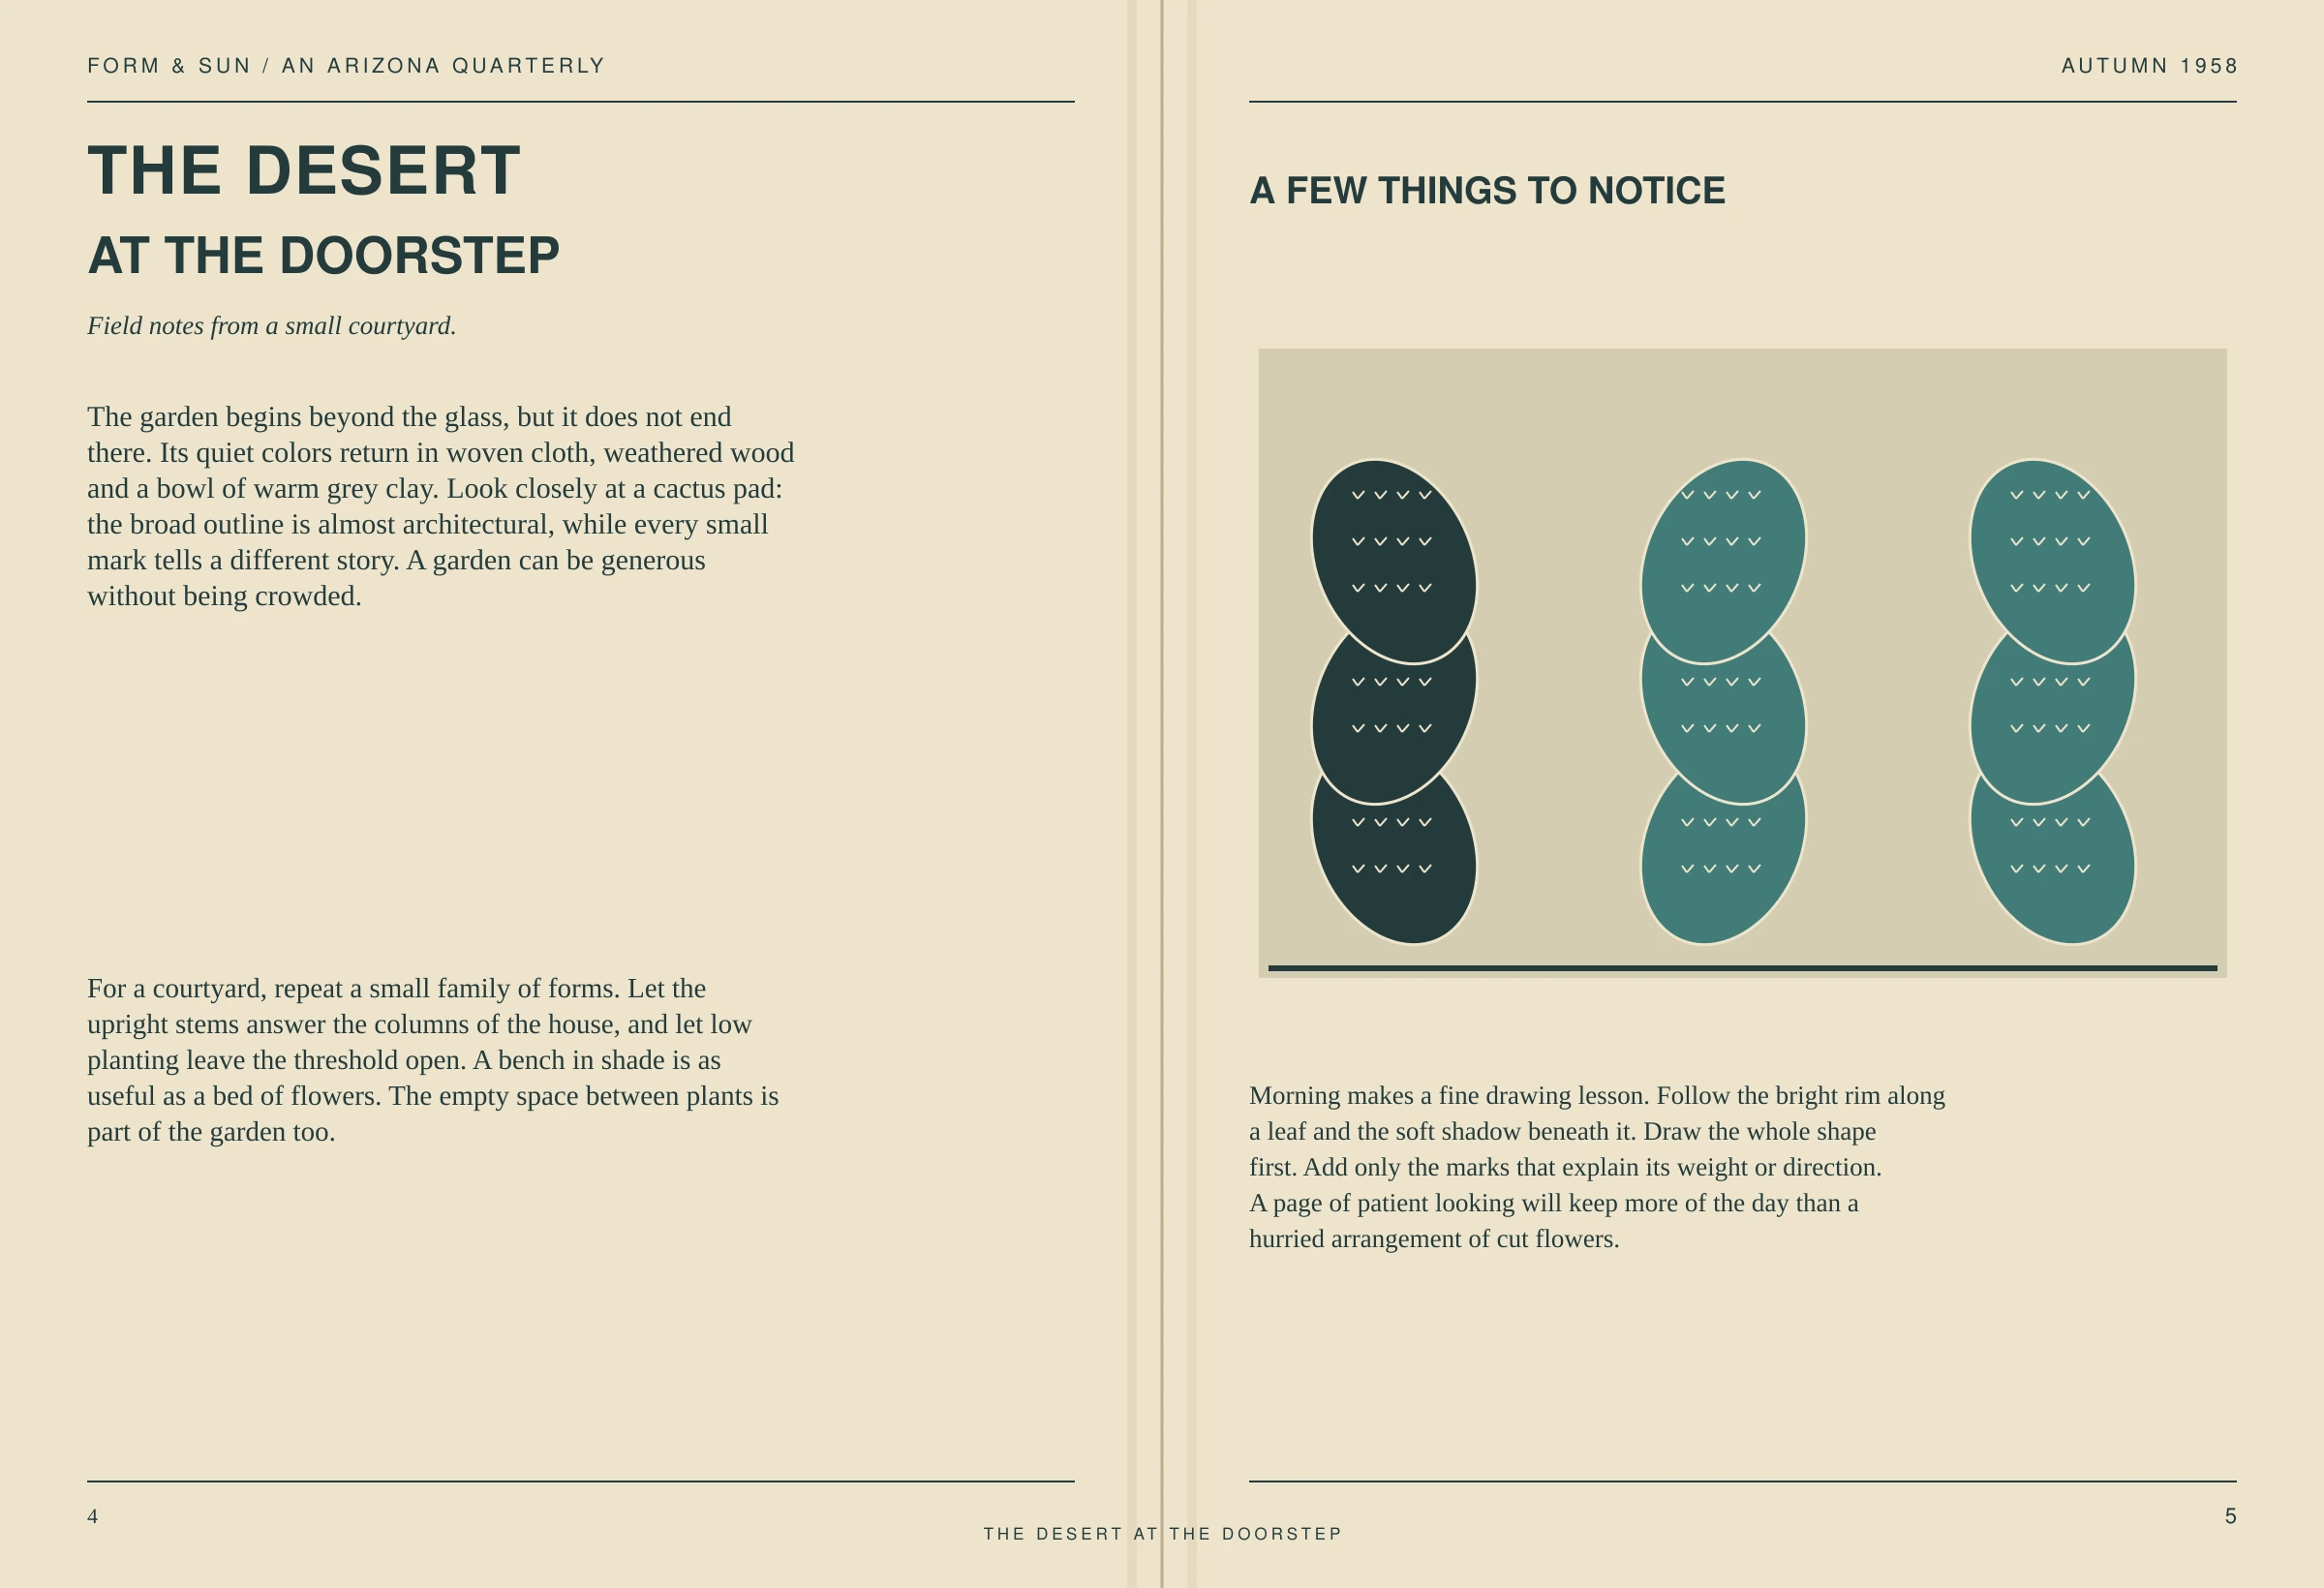 FORM & SUN / AN ARIZONA QUARTERLY
THE DESERT
AT THE DOORSTEP
Field notes from a small courtyard.
The garden begins beyond the glass, but it does not end
there. Its quiet colors return in woven cloth, weathered wood
and a bowl of warm grey clay. Look closely at a cactus pad:
the broad outline is almost architectural, while every small
mark tells a different story. A garden can be generous
without being crowded.
For a courtyard, repeat a small family of forms. Let the
upright stems answer the columns of the house, and let low
planting leave the threshold open. A bench in shade is as
useful as a bed of flowers. The empty space between plants is
part of the garden too.
4
AUTUMN 1958
A FEW THINGS TO NOTICE
Morning makes a fine drawing lesson. Follow the bright rim along
a leaf and the soft shadow beneath it. Draw the whole shape
first. Add only the marks that explain its weight or direction.
A page of patient looking will keep more of the day than a
hurried arrangement of cut flowers.
5
THE DESERT AT THE DOORSTEP